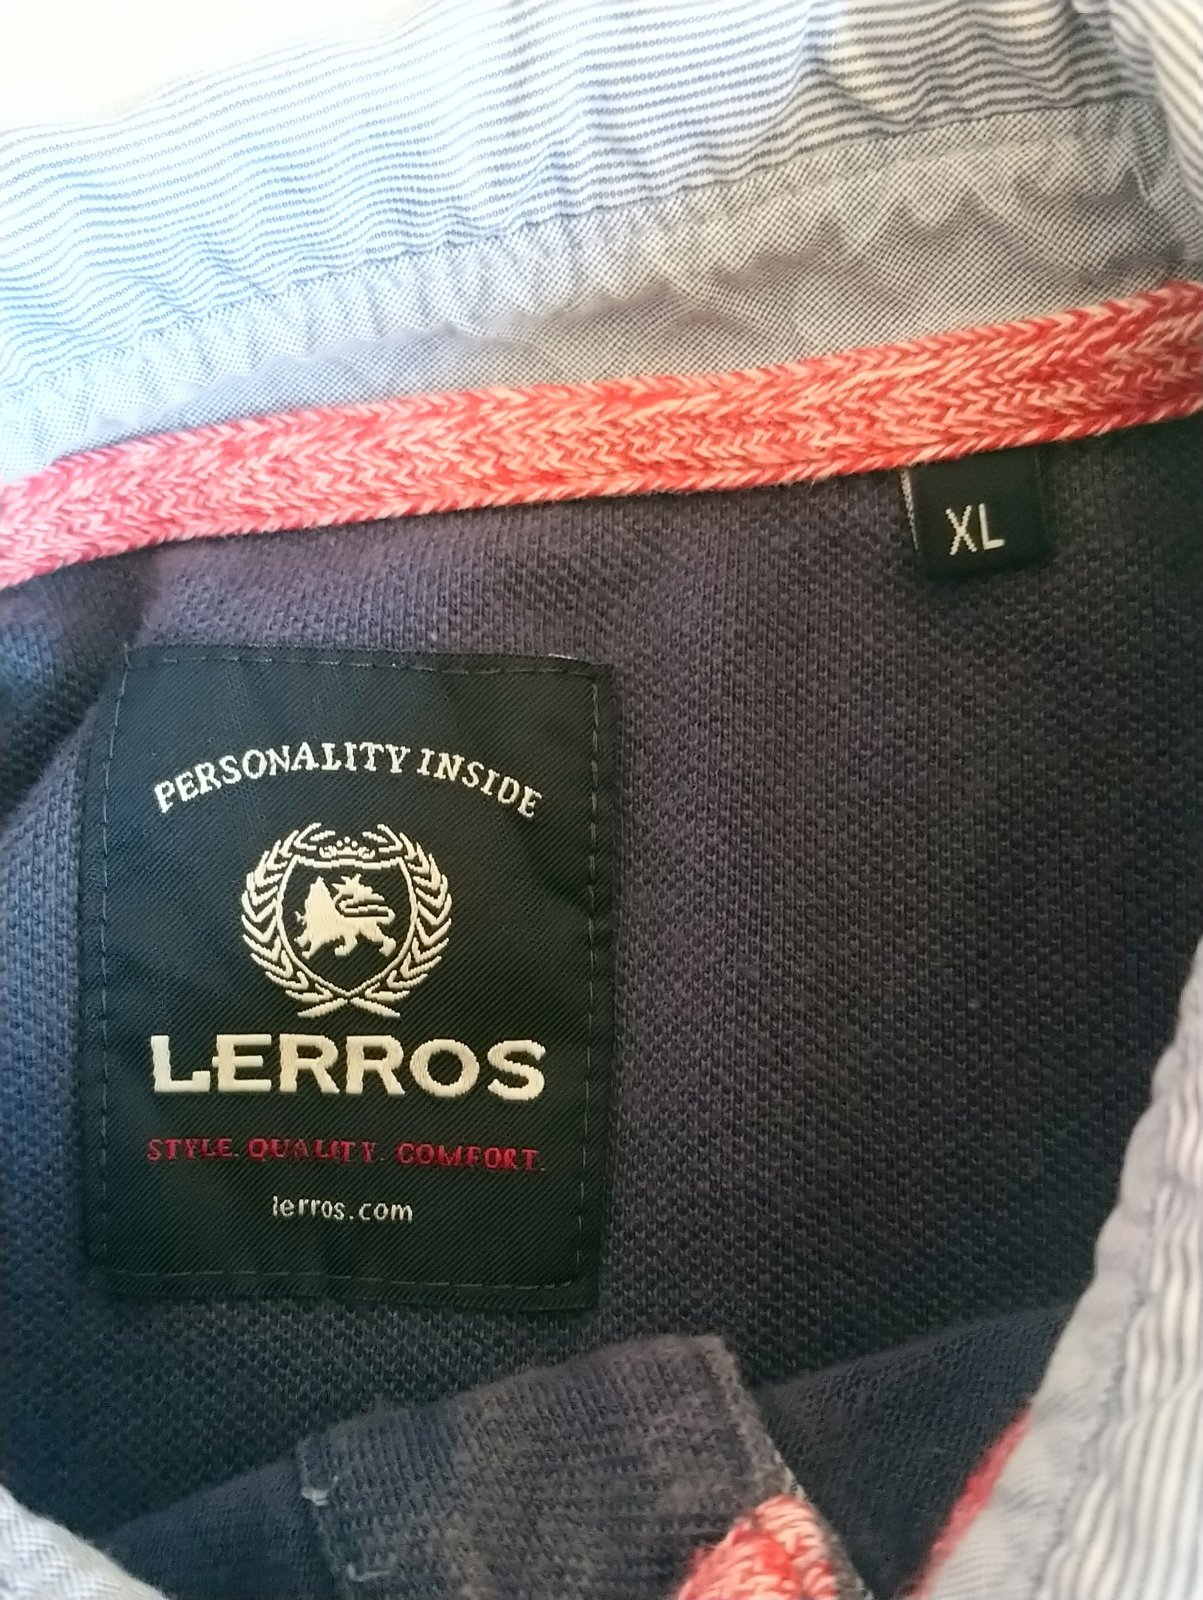 XL
PERSONALITY INSIDE
LERROS
STYLE. QUALITY. COMFORT.
lerros.com